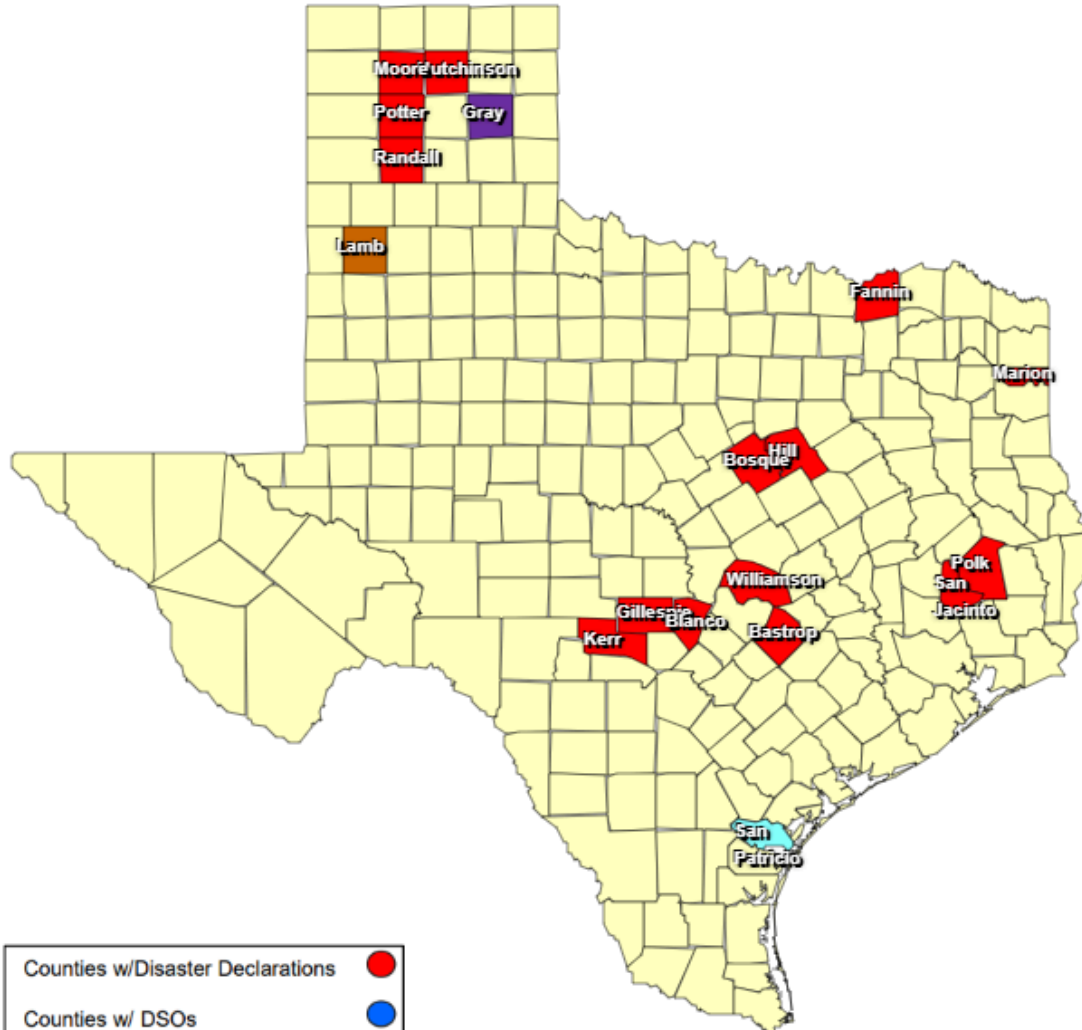 Moore
Hutchinson
Potter
Gray
Randall
Lamb
Fannin
Marion
Hill
Bosque
Polk
Williamson
San
Jacinto
Gillespie
Blanco
Bastrop
Kerr
San
Patricio
Counties w/Disaster Declarations
Counties w/ DSOs